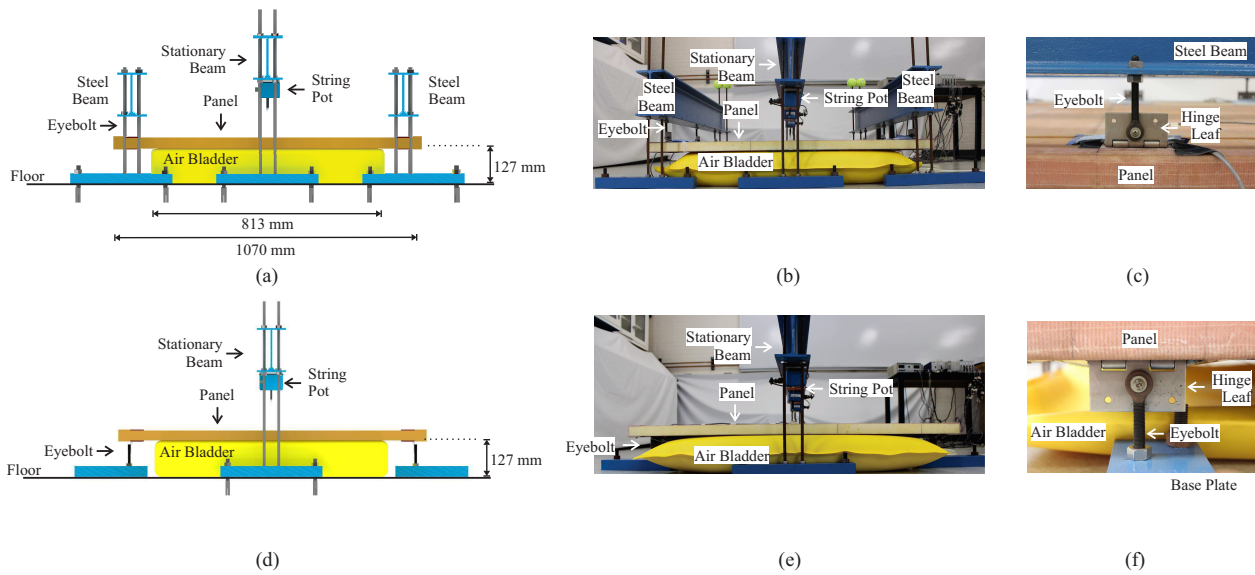 Stationary
Beam
String
Pot
Steel
Beam
Steel
Beam
Panel
Eyebolt
Air Bladder
127 mm
Floor
813 mm
1070 mm
(a)
Stationary
Beam
Steel
Beam
Steel
Beam
String Pot
Panel
Eyebolt
Air Bladder
(b)
Steel Beam
Eyebolt
Hinge
Leaf
Panel
(c)
Stationary
Beam
String
Pot
Panel
Eyebolt
Air Bladder
127 mm
Floor
(d)
Stationary
Beam
String Pot
Panel
Eyebolt
Air Bladder
(e)
Panel
Hinge
Leaf
Air Bladder
Eyebolt
Base Plate
(f)